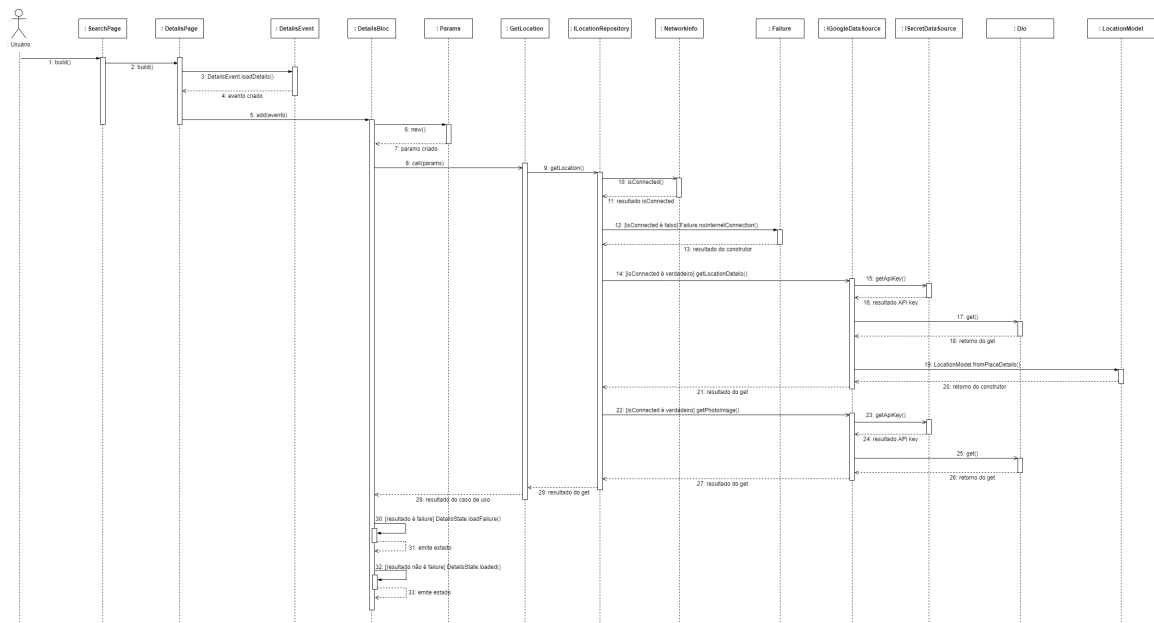 : Usuário
: SearchPage
: DetailsPage
: DetailsEvent
: DetailsBloc
: Params
: GetLocation
: ILocationRepository
: NetworkInfo
: Failure
: IGoogleDataSource
: ISecretDataSource
: Dio
: LocationModel
1: build()
2: build()
3: DetailsEvent.loadDetails()
4: evento criado
5: add(evento)
6: new()
7: params criado
8: call(params)
9: getLocation()
10: isConnected()
11: resultado isConnected
12: [isConnected é falso] Failure.noInternetConnection()
13: resultado do construtor
14: [isConnected é verdadeiro] getLocationDetails()
15: getApiKey()
16: resultado API key
17: get()
18: retorno do get
19: LocationModel.fromPlaceDetails()
20: retorno do construtor
21: resultado do get
22: [isConnected é verdadeiro] getPhotoImage()
23: getApiKey()
24: resultado API key
25: get()
26: retorno do get
27: resultado do get
28: resultado do get
29: resultado do caso de uso
30: [resultado é failure] DetailsState.loadFailure()
31: emite estado
32: [resultado não é failure] DetailsState.loaded()
33: emite estado